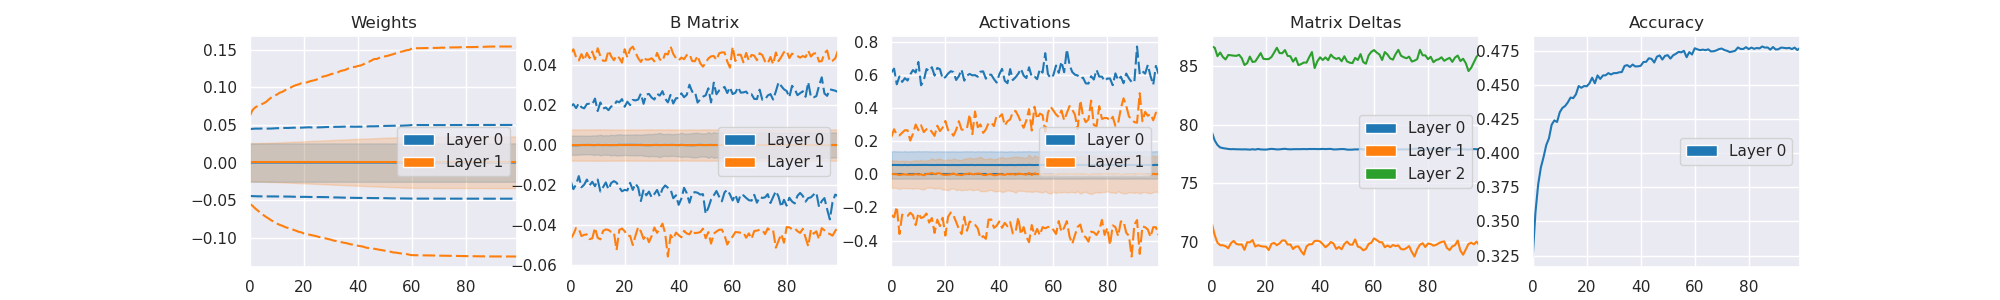 Weights
0.15
0.10
0.05
0.00
−0.05
−0.10
0 20 40 60 80
Layer 0
Layer 1
B Matrix
0.04
0.02
0.00
−0.02
−0.04
−0.06
0 20 40 60 80
Layer 0
Layer 1
Activations
0.8
0.6
0.4
0.2
0.0
−0.2
−0.4
0 20 40 60 80
Layer 0
Layer 1
Matrix Deltas
85
80
75
70
0 20 40 60 80
Layer 0
Layer 1
Layer 2
Accuracy
0.475
0.450
0.425
0.400
0.375
0.350
0.325
0 20 40 60 80
Layer 0